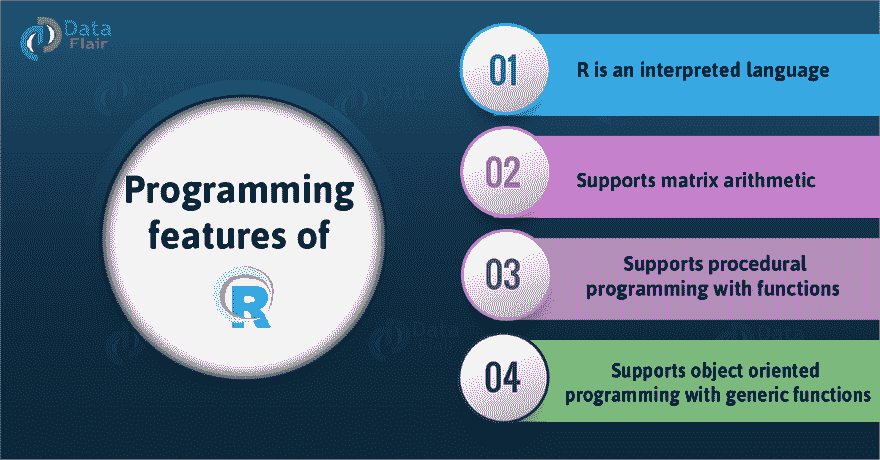 Data
Flair
Programming
features of
R
01
R is an interpreted language
02
Supports matrix arithmetic
03
Supports procedural
programming with functions
04
Supports object oriented
programming with generic functions